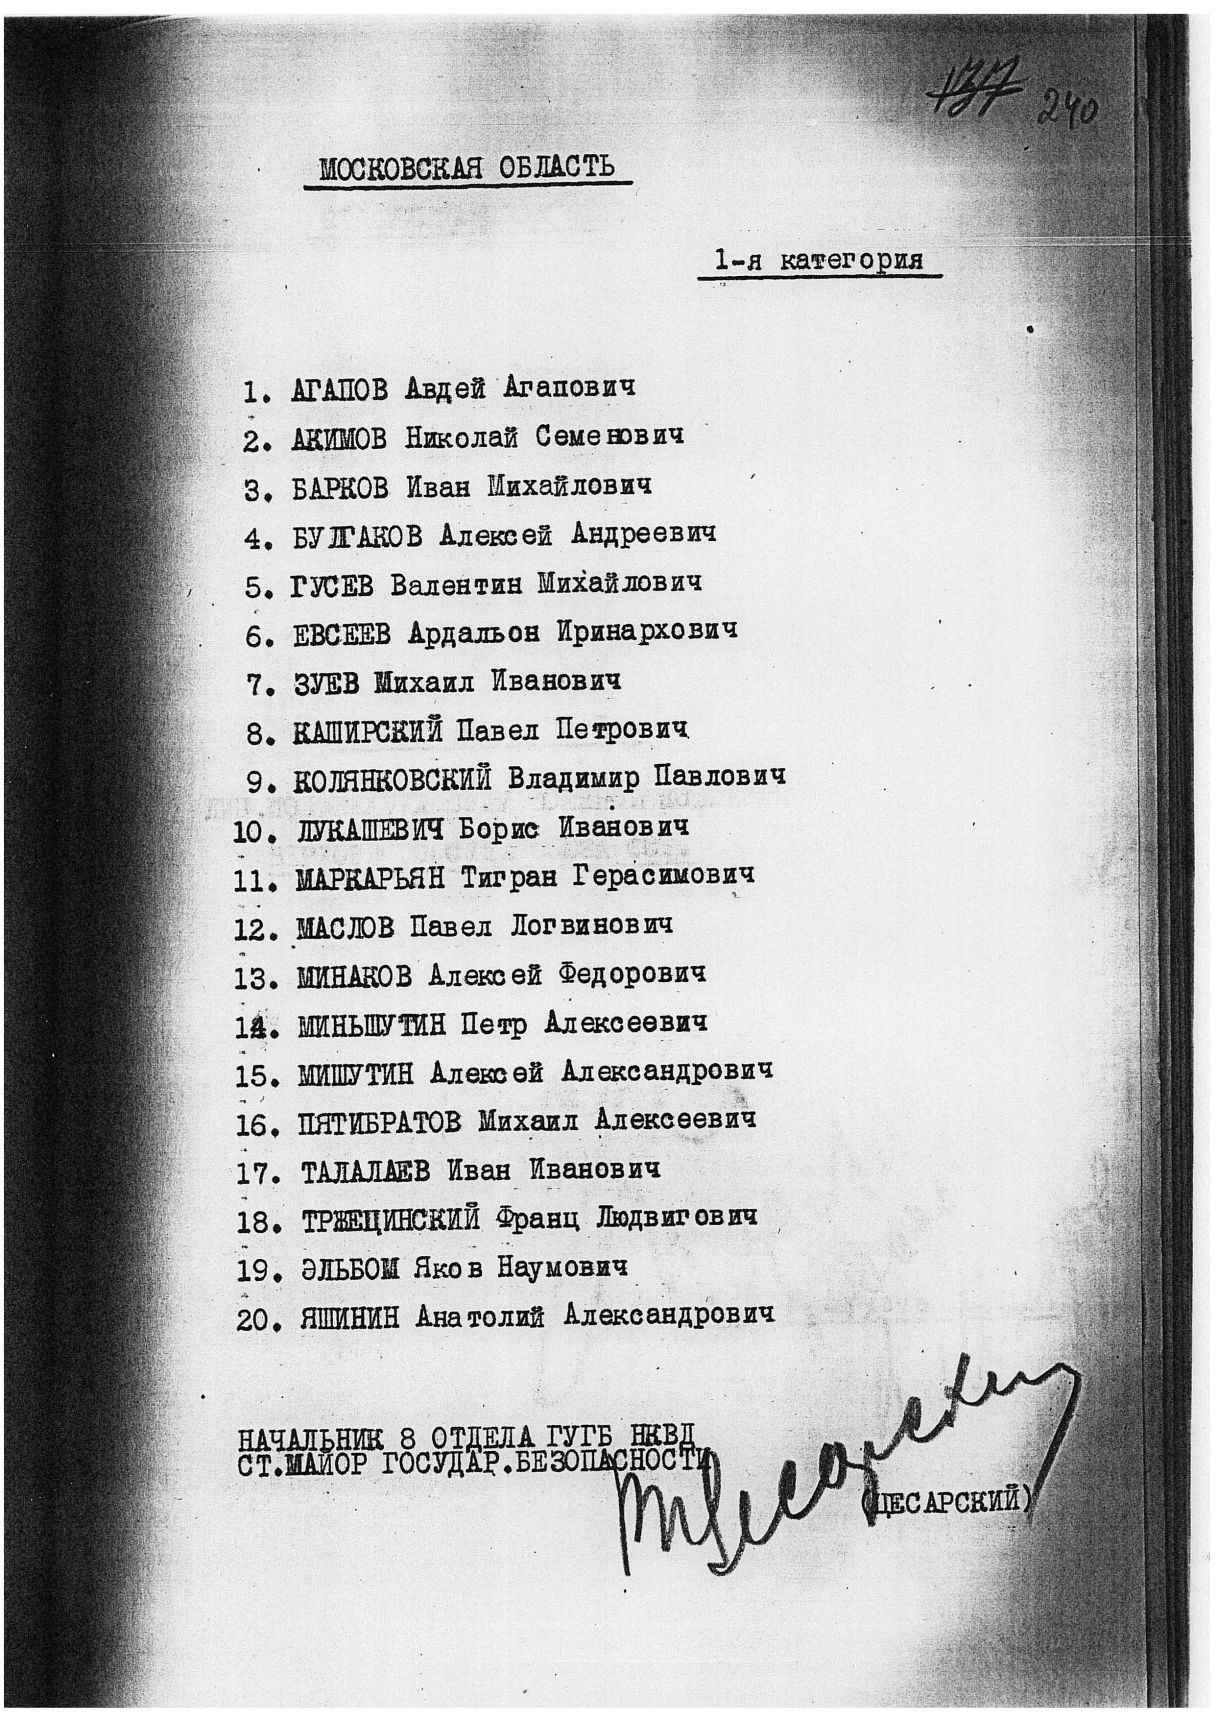 177 240
МОСКОВСКАЯ ОБЛАСТЬ
1-я категория
1. АГАПОВ Авдей Агапович
2. АКИМОВ Николай Семенович
3. БАРКОВ Иван Михайлович
4. БУЛГАКОВ Алексей Андреевич
5. ГУСЕВ Валентин Михайлович
6. ЕВСЕЕВ Ардальон Иринархович
7. ЗУЕВ Михаил Иванович
8. КАШИРСКИЙ Павел Петрович
9. КОЛЯНКОВСКИЙ Владимир Павлович
10. ЛУКАШЕВИЧ Борис Иванович
11. МАРКАРЬЯН Тигран Герасимович
12. МАСЛОВ Павел Логвинович
13. МИНАКОВ Алексей Федорович
14. МИНЬШУТИН Петр Алексеевич
15. МИШУТИН Алексей Александрович
16. ПЯТИБРАТОВ Михаил Алексеевич
17. ТАЛАЛАЕВ Иван Иванович
18. ТРЖЕЦИНСКИЙ Франц Людвигович
19. ЭЛЬБОМ Яков Наумович
20. ЯШИНИН Анатолий Александрович
НАЧАЛЬНИК 8 ОТДЕЛА ГУГБ НКВД
СТ.МАЙОР ГОСУДАР.БЕЗОПАСНОСТИ
Цесарский
(ЦЕСАРСКИЙ)